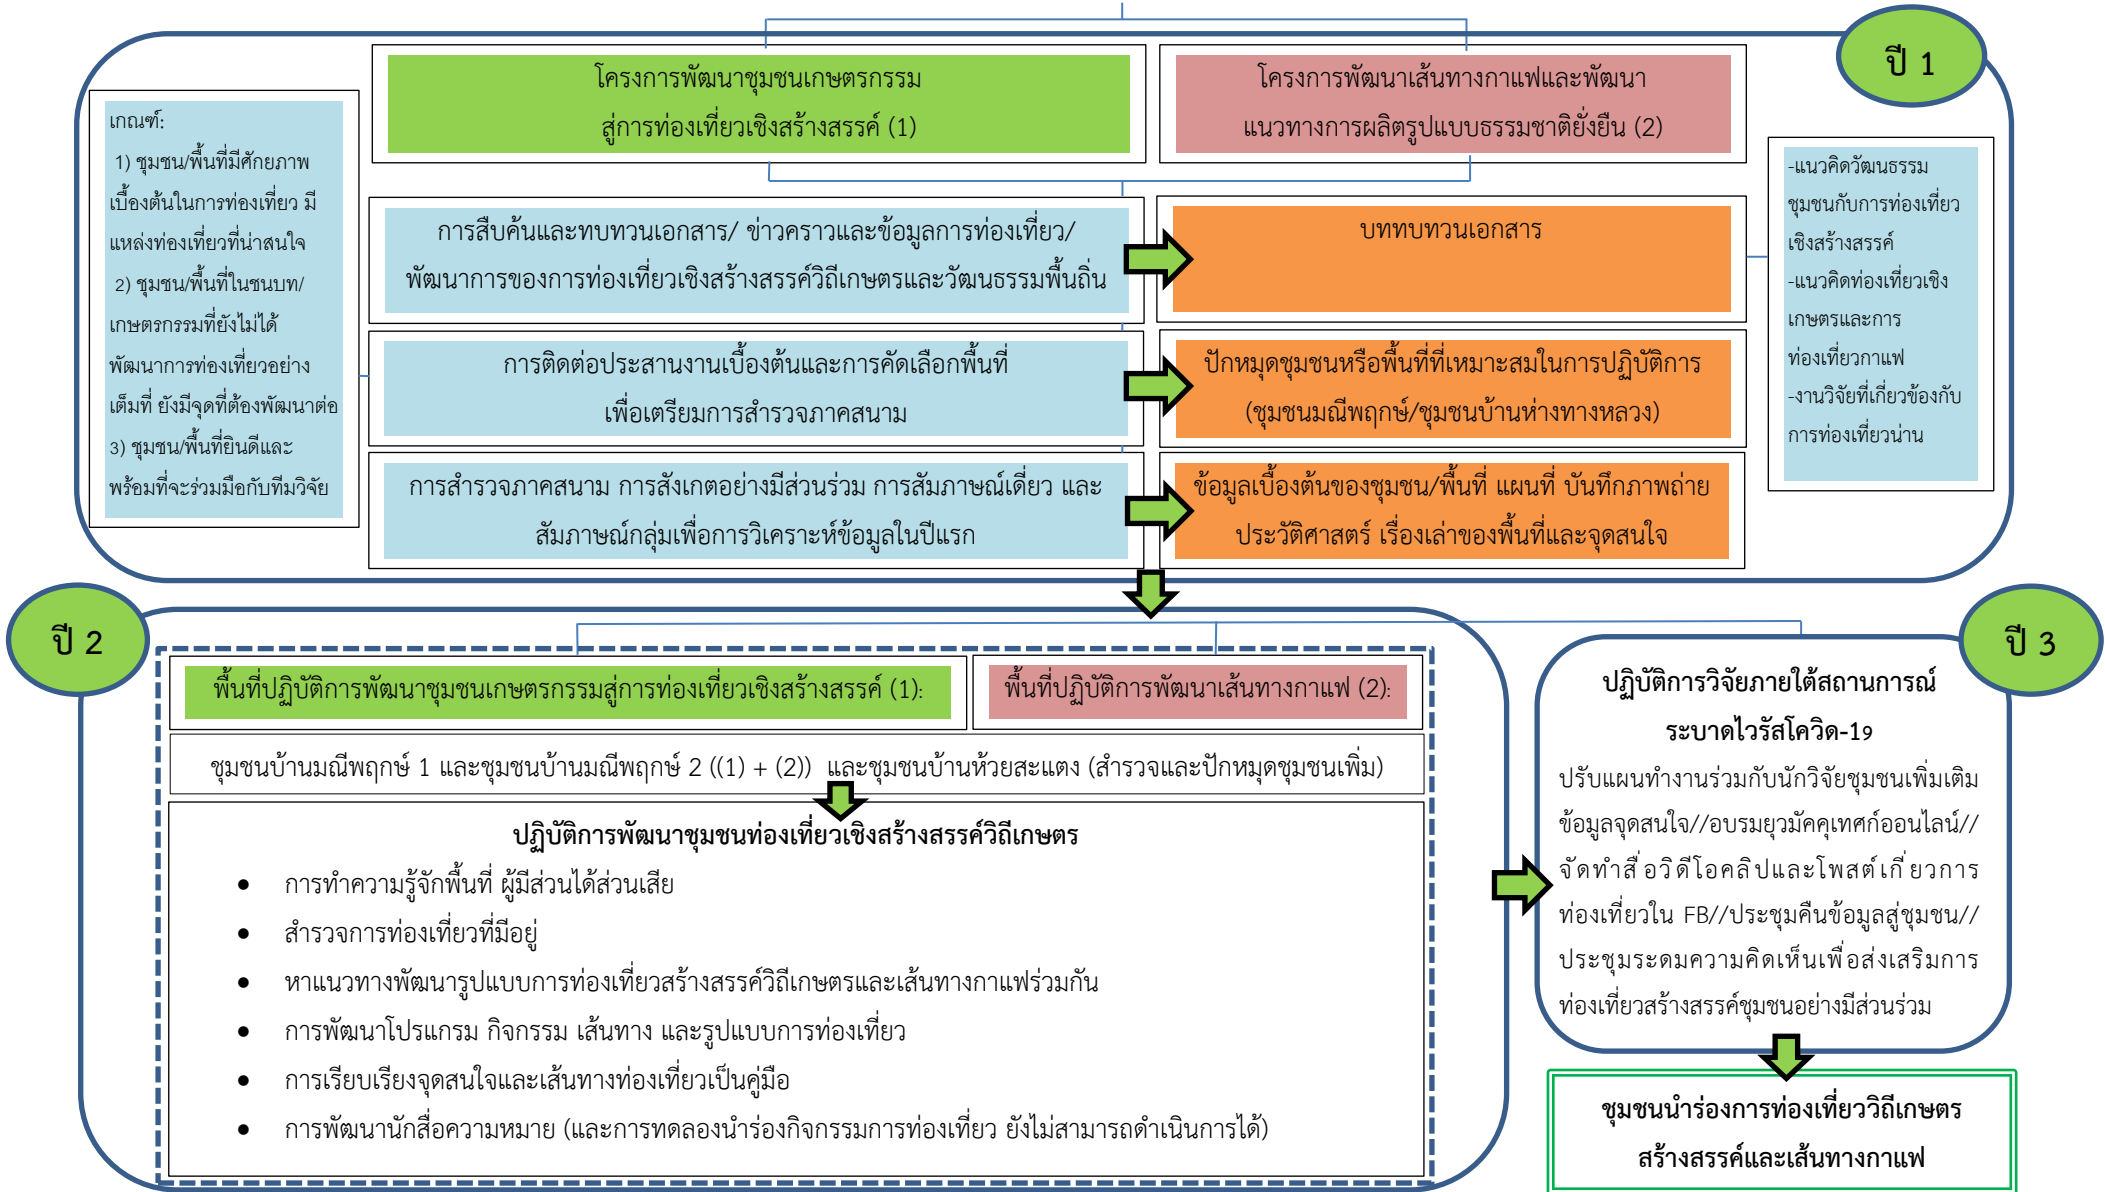 ปี 1
โครงการพัฒนาชุมชนเกษตรกรรม
สู่การท่องเที่ยวเชิงสร้างสรรค์ (1)
โครงการพัฒนาเส้นทางกาแฟและพัฒนา
แนวทางการผลิตรูปแบบธรรมชาติยั่งยืน (2)
เกณฑ์:
1) ชุมชน/พื้นที่มีศักยภาพ
เบื้องต้นในการท่องเที่ยว มี
แหล่งท่องเที่ยวที่น่าสนใจ
2) ชุมชน/พื้นที่ในชนบท/
เกษตรกรรมที่ยังไม่ได้
พัฒนาการท่องเที่ยวอย่าง
เต็มที่ ยังมีจุดที่ต้องพัฒนาต่อ
3) ชุมชน/พื้นที่ยินดีและ
พร้อมที่จะร่วมมือกับทีมวิจัย
การสืบค้นและทบทวนเอกสาร/ ข่าวคราวและข้อมูลการท่องเที่ยว/
พัฒนาการของการท่องเที่ยวเชิงสร้างสรรค์วิถีเกษตรและวัฒนธรรมพื้นถิ่น
บททบทวนเอกสาร
การติดต่อประสานงานเบื้องต้นและการคัดเลือกพื้นที่
เพื่อเตรียมการสำรวจภาคสนาม
ปักหมุดชุมชนหรือพื้นที่ที่เหมาะสมในการปฏิบัติการ
(ชุมชนมณีพฤกษ์/ชุมชนบ้านห่างทางหลวง)
การสำรวจภาคสนาม การสังเกตอย่างมีส่วนร่วม การสัมภาษณ์เดี่ยว และ
สัมภาษณ์กลุ่มเพื่อการวิเคราะห์ข้อมูลในปีแรก
ข้อมูลเบื้องต้นของชุมชน/พื้นที่ แผนที่ บันทึกภาพถ่าย
ประวัติศาสตร์ เรื่องเล่าของพื้นที่และจุดสนใจ
-แนวคิดวัฒนธรรม
ชุมชนกับการท่องเที่ยว
เชิงสร้างสรรค์
-แนวคิดท่องเที่ยวเชิง
เกษตรและการ
ท่องเที่ยวกาแฟ
-งานวิจัยที่เกี่ยวข้องกับ
การท่องเที่ยวน่าน
ปี 2
พื้นที่ปฏิบัติการพัฒนาชุมชนเกษตรกรรมสู่การท่องเที่ยวเชิงสร้างสรรค์ (1):
พื้นที่ปฏิบัติการพัฒนาเส้นทางกาแฟ (2):
ชุมชนบ้านมณีพฤกษ์ 1 และชุมชนบ้านมณีพฤกษ์ 2 ((1) + (2)) และชุมชนบ้านห้วยสะแตง (สำรวจและปักหมุดชุมชนเพิ่ม)
ปฏิบัติการพัฒนาชุมชนท่องเที่ยวเชิงสร้างสรรค์วิถีเกษตร
• การทำความรู้จักพื้นที่ ผู้มีส่วนได้ส่วนเสีย
• สำรวจการท่องเที่ยวที่มีอยู่
• หาแนวทางพัฒนารูปแบบการท่องเที่ยวสร้างสรรค์วิถีเกษตรและเส้นทางกาแฟร่วมกัน
• การพัฒนาโปรแกรม กิจกรรม เส้นทาง และรูปแบบการท่องเที่ยว
• การเรียบเรียงจุดสนใจและเส้นทางท่องเที่ยวเป็นคู่มือ
• การพัฒนานักสื่อความหมาย (และการทดลองนำร่องกิจกรรมการท่องเที่ยว ยังไม่สามารถดำเนินการได้)
ปี 3
ปฏิบัติการวิจัยภายใต้สถานการณ์
ระบาดไวรัสโควิด-19
ปรับแผนทำงานร่วมกับนักวิจัยชุมชนเพิ่มเติม
ข้อมูลจุดสนใจ//อบรมยุวมัคคุเทศก์ออนไลน์//
จัดทำสื่อวิดีโอคลิปและโพสต์เกี่ยวการ
ท่องเที่ยวใน FB//ประชุมคืนข้อมูลสู่ชุมชน//
ประชุมระดมความคิดเห็นเพื่อส่งเสริมการ
ท่องเที่ยวสร้างสรรค์ชุมชนอย่างมีส่วนร่วม
ชุมชนนำร่องการท่องเที่ยววิถีเกษตร
สร้างสรรค์และเส้นทางกาแฟ